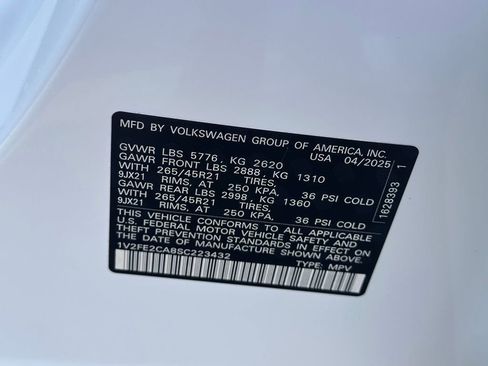 MFD BY VOLKSWAGEN GROUP OF AMERICA, INC.
USA 04/2025
GVWR LBS 5776, KG 2620
GAWR FRONT LBS 2888, KG 1310
WITH 265/45R21 TIRES,
9JX21 RIMS, AT 250 KPA, 36 PSI COLD
GAWR REAR LBS 2998, KG 1360
WITH 265/45R21 TIRES,
9JX21 RIMS, AT 250 KPA, 36 PSI COLD
THIS VEHICLE CONFORMS TO ALL APPLICABLE
U.S. FEDERAL MOTOR VEHICLE SAFETY AND
THEFT PREVENTION STANDARDS IN EFFECT ON
THE DATE OF MANUFACTURE SHOWN ABOVE.
1V2FE2CA8SC223432
TYPE: MPV
1628393 1